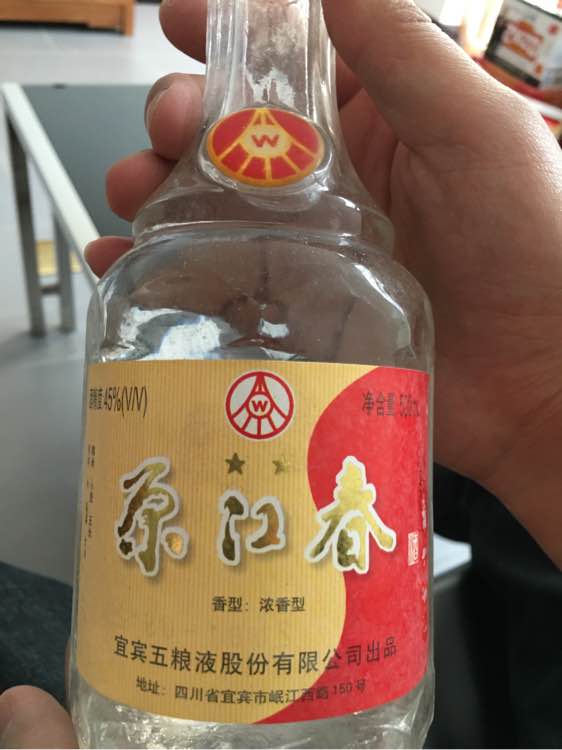 W
W
酒精度 45%(V/V)
净含量
京江春
香型：浓香型
宜宾五粮液股份有限公司出品
地址：四川省宜宾市岷江西路150号